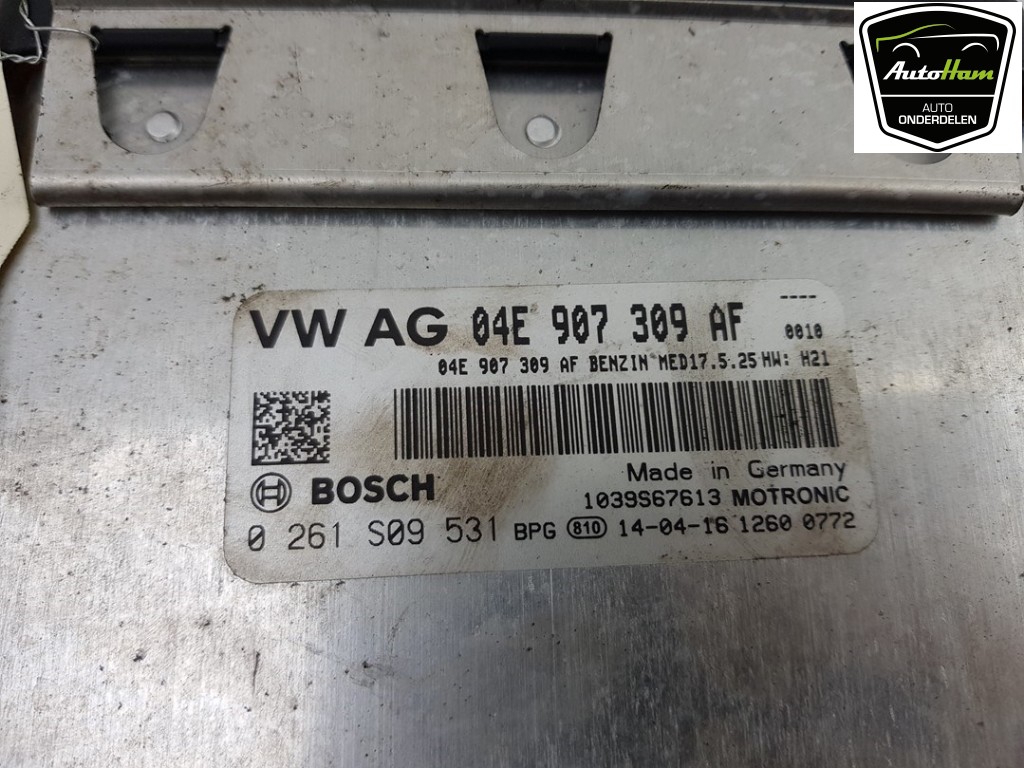 AutoHam
AUTO
ONDERDELEN
VW AG 04E 907 309 AF ----
0010
04E 907 309 AF BENZIN MED17.5.25 HW: H21
Made in Germany
BOSCH 1039S67613 MOTRONIC
0 261 S09 531 BPG 810 14-04-16 1260 0772